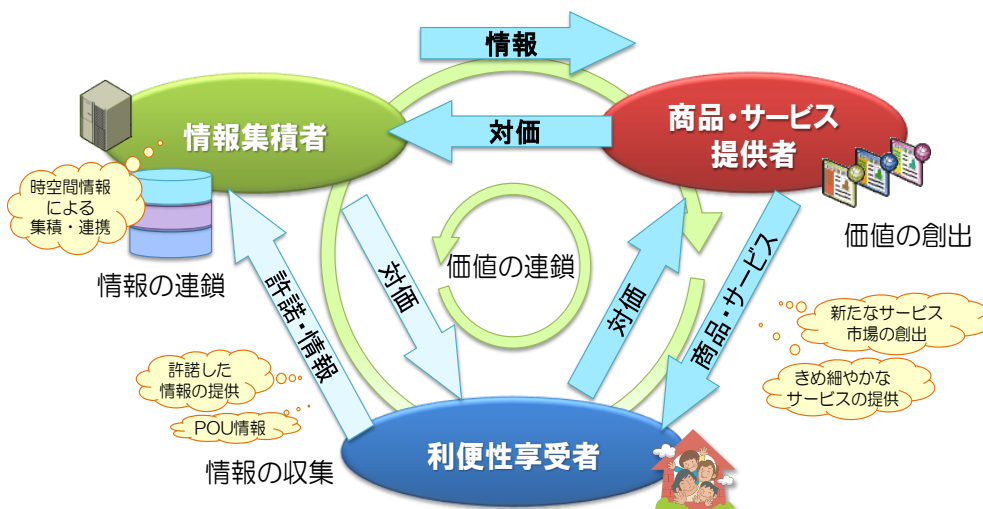 情報
情報集積者
対価
商品・サービス
提供者
時空間情報
による
集積・連携
情報の連鎖
価値の創出
価値の連鎖
許諾・情報
対価
対価
商品・サービス
新たなサービス
市場の創出
きめ細やかな
サービスの提供
許諾した
情報の提供
POU情報
情報の収集
利便性享受者